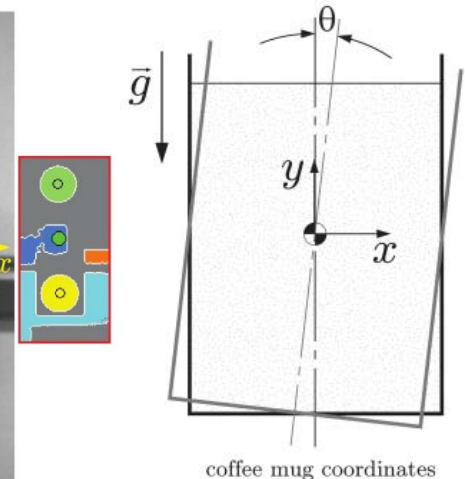 θ
g⃗
y
x
x
coffee mug coordinates